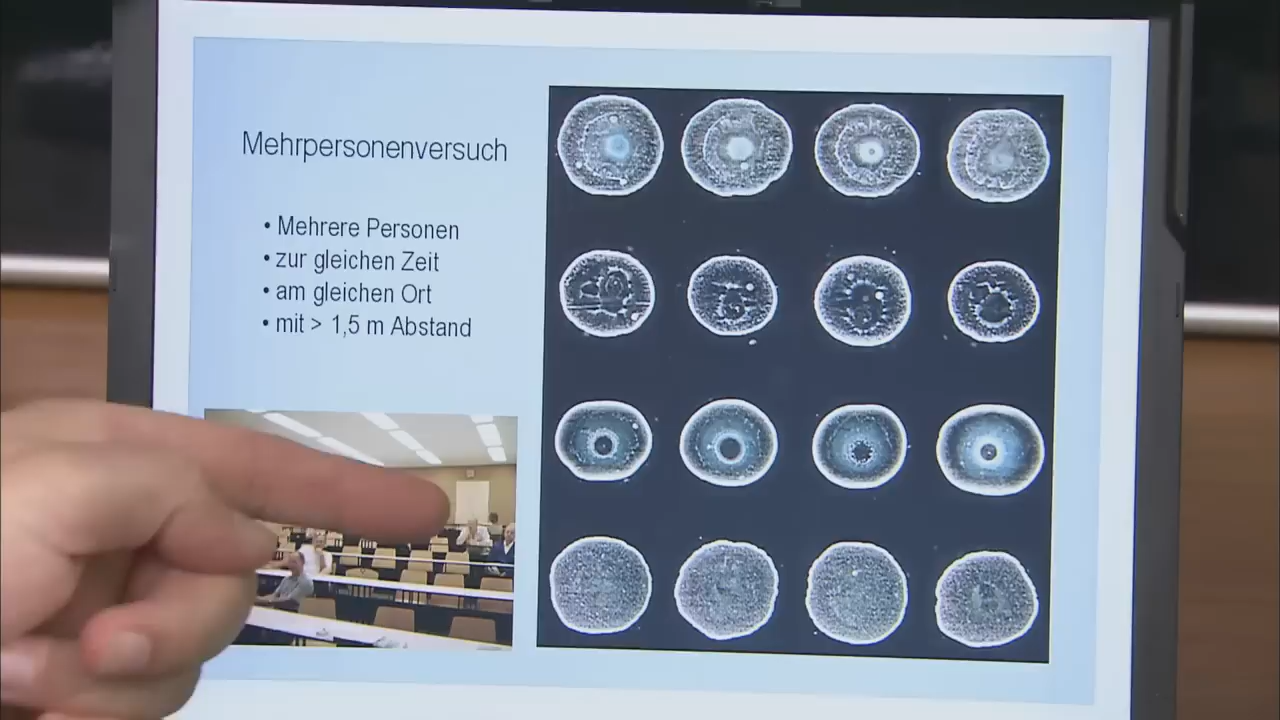 Mehrpersonenversuch
• Mehrere Personen
• zur gleichen Zeit
• am gleichen Ort
• mit > 1,5 m Abstand